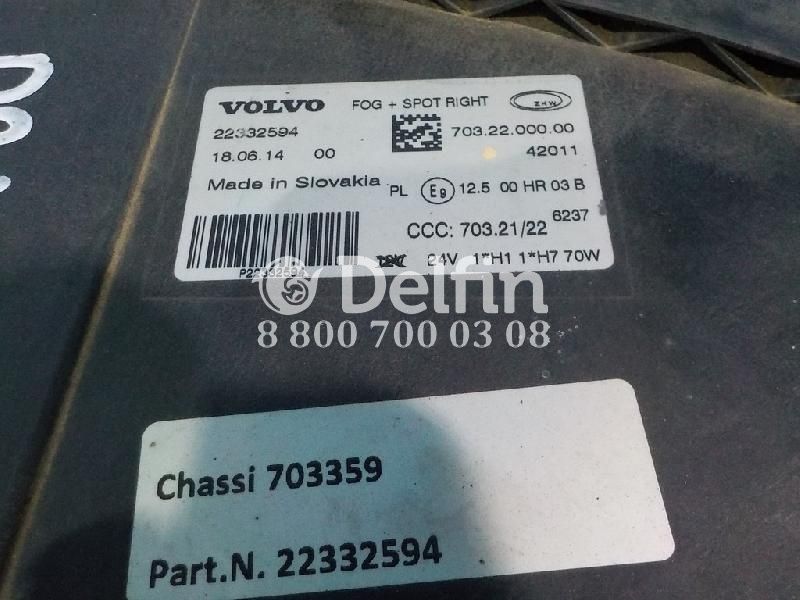 VOLVO FOG + SPOT RIGHT ZKW
22332594 703.22.000.00
18.06.14 00 42011
Made in Slovakia PL E9 12.5 00 HR 03 B
6237
CCC: 703.21/22
24V 1*H1 1*H7 70W
P22332594
Delfin
8 800 700 03 08
Chassi 703359
Part.N. 22332594